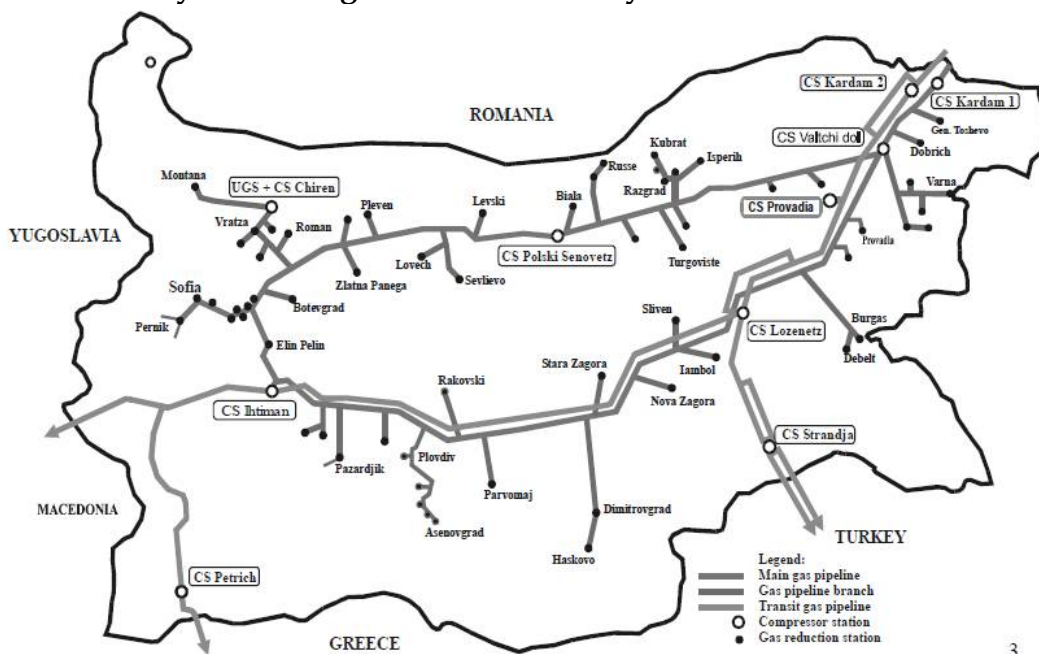 CS Kardam 2
CS Kardam 1
ROMANIA
Gen. Toshevo
CS Valtchi dol
Dobrich
Kubrat
Isperih
Russe
Montana
UGS + CS Chiren
Razgrad
Varna
Pleven
Levski
Biala
CS Provadia
Vratza
Roman
YUGOSLAVIA
CS Polski Senovetz
Provadia
Lovech
Turgoviste
Zlatna Panega
Sevlievo
Sofia
Botevgrad
Sliven
Burgas
Pernik
CS Lozenetz
Elin Pelin
Debelt
Stara Zagora
Iambol
Rakovski
Nova Zagora
CS Ihtiman
CS Strandja
Plovdiv
Pazardjik
Parvomaj
MACEDONIA
Dimitrovgrad
Asenovgrad
TURKEY
Haskovo
Legend:
Main gas pipeline
CS Petrich
Gas pipeline branch
Transit gas pipeline
Compressor station
GREECE
Gas reduction station
3